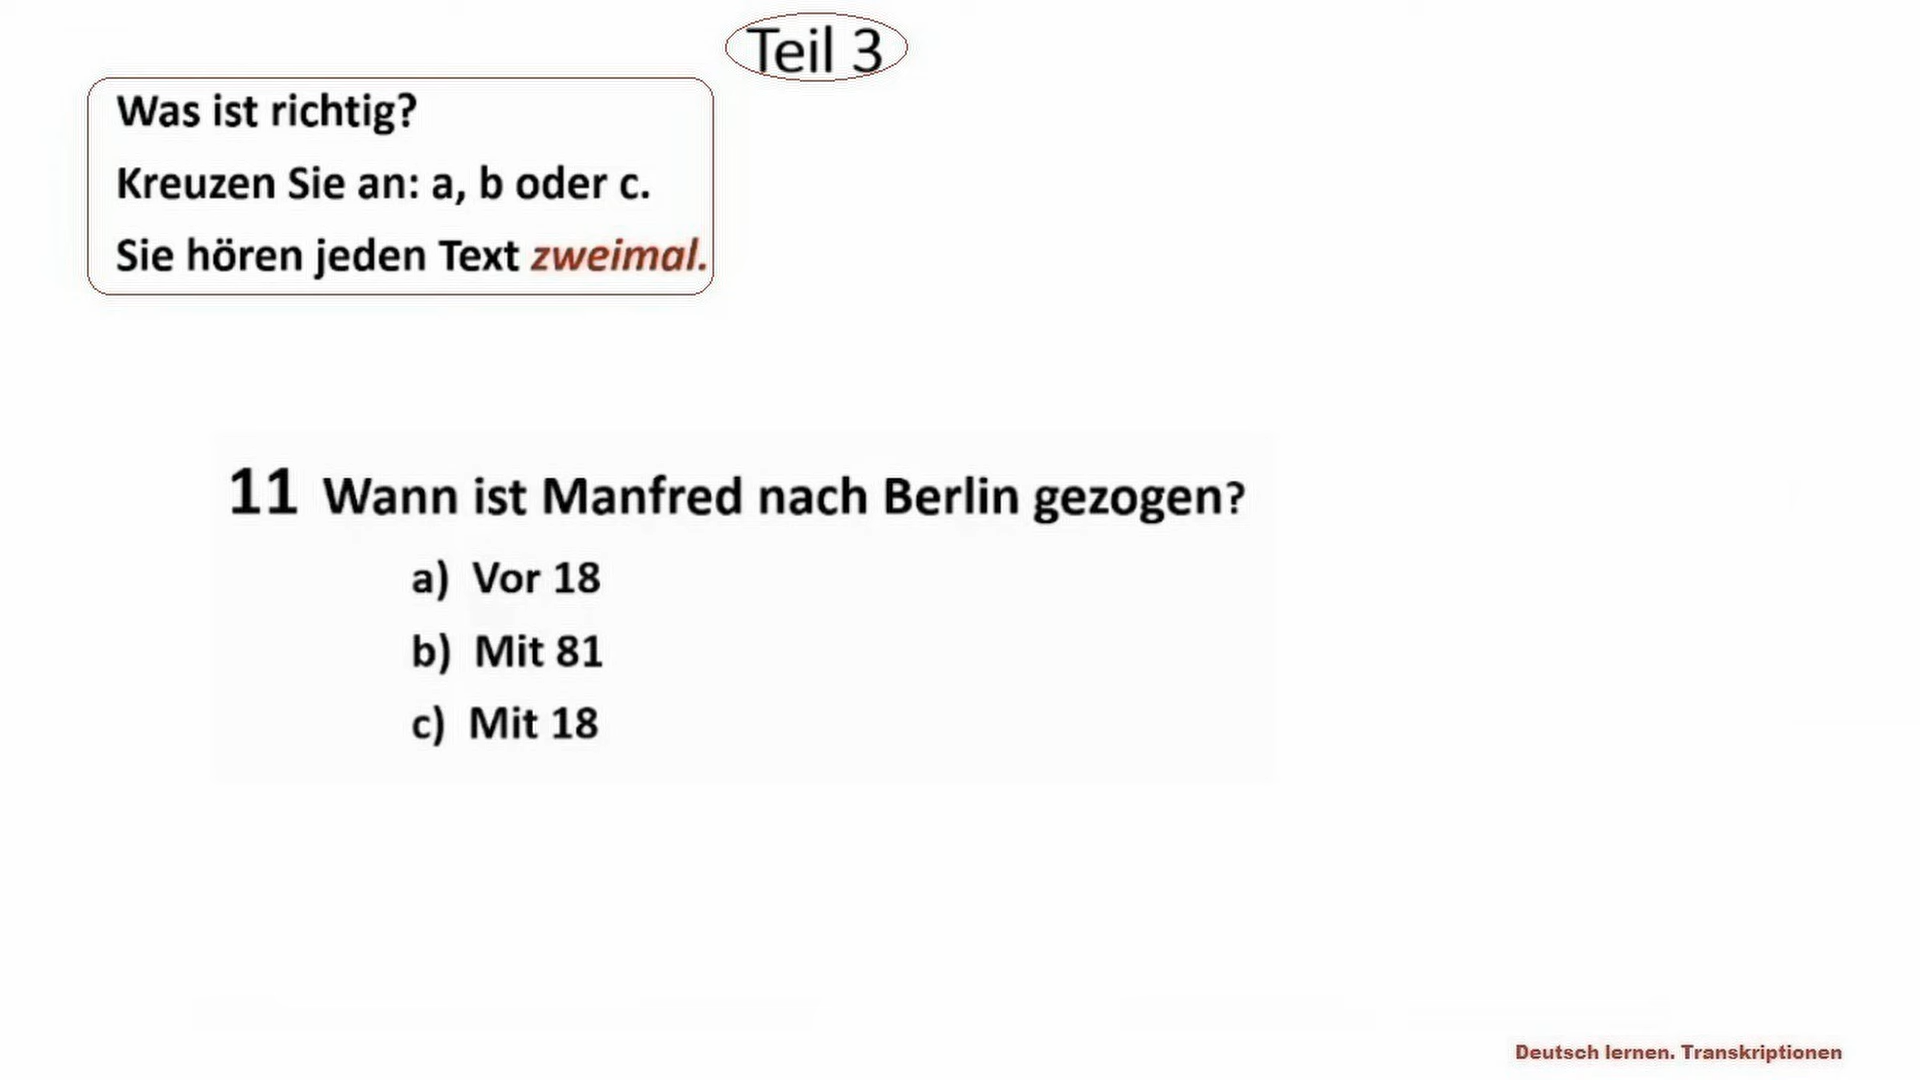 Teil 3
Was ist richtig?
Kreuzen Sie an: a, b oder c.
Sie hören jeden Text zweimal.
11 Wann ist Manfred nach Berlin gezogen?
a) Vor 18
b) Mit 81
c) Mit 18
Deutsch lernen. Transkriptionen